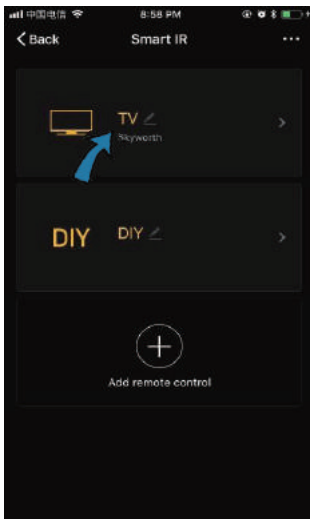 中国电信 8:58 PM
Back Smart IR
TV
Skyworth
DIY DIY
Add remote control